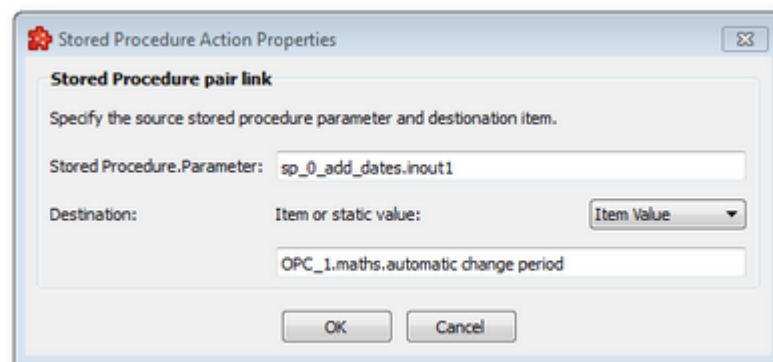 Stored Procedure Action Properties
Stored Procedure pair link
Specify the source stored procedure parameter and destionation item.
Stored Procedure.Parameter: sp_0_add_dates.inout1
Destination: Item or static value: Item Value
OPC_1.maths.automatic change period
OK Cancel